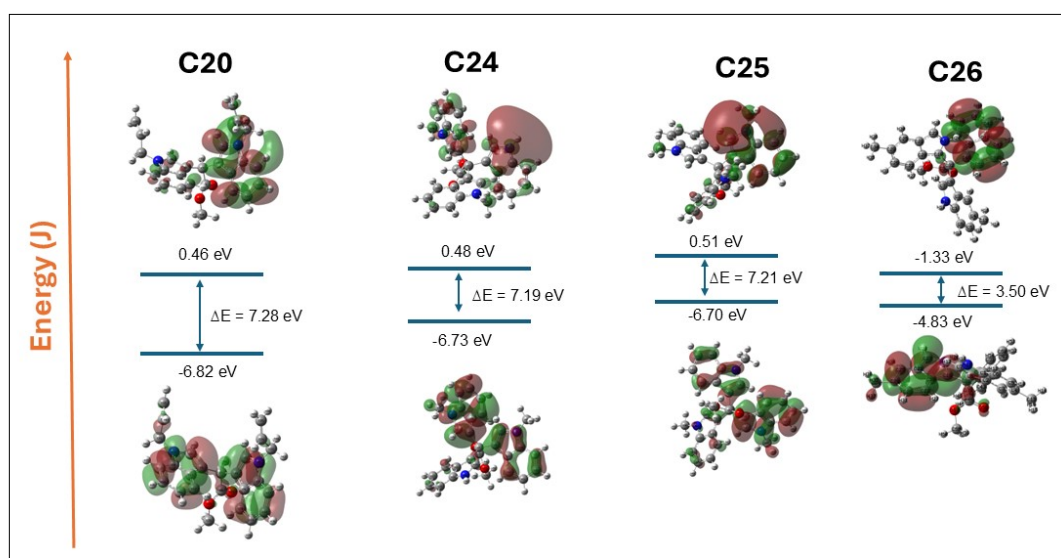 Energy (J)
C20
C24
C25
C26
0.46 eV
0.48 eV
0.51 eV
-1.33 eV
ΔE = 7.28 eV
ΔE = 7.19 eV
ΔE = 7.21 eV
ΔE = 3.50 eV
-6.82 eV
-6.73 eV
-6.70 eV
-4.83 eV